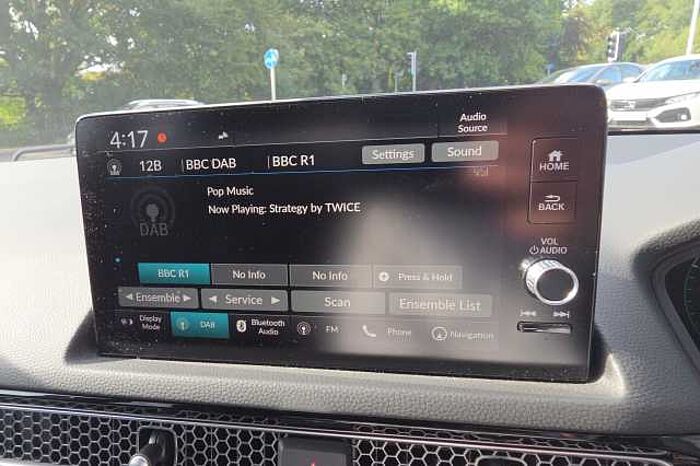 4:17
Audio Source
12B BBC DAB BBC R1 Settings Sound
HOME
Pop Music
Now Playing: Strategy by TWICE
DAB
BACK
VOL
AUDIO
BBC R1 No Info No Info Press & Hold
Ensemble Service Scan Ensemble List
Display Mode DAB Bluetooth Audio FM Phone Navigation